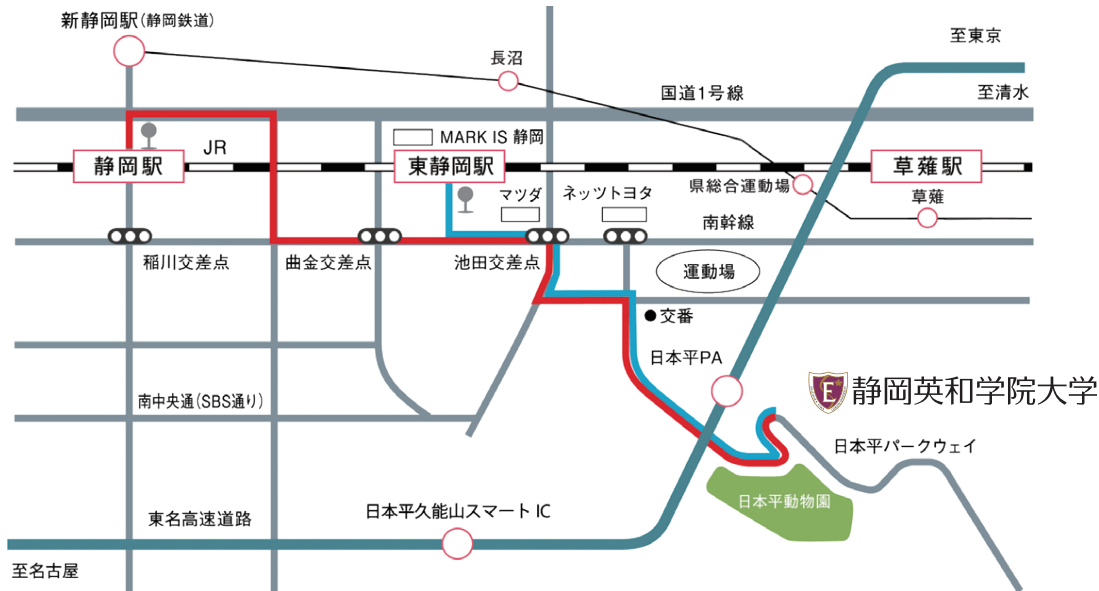 新静岡駅(静岡鉄道)
至東京
長沼
国道1号線
至清水
MARK IS 静岡
JR
静岡駅
東静岡駅
草薙駅
県総合運動場
マツダ
ネッツトヨタ
草薙
南幹線
稲川交差点
曲金交差点
池田交差点
運動場
交番
日本平PA
E
静岡英和学院大学
南中央通(SBS通り)
日本平パークウェイ
日本平動物園
日本平久能山スマートIC
東名高速道路
至名古屋